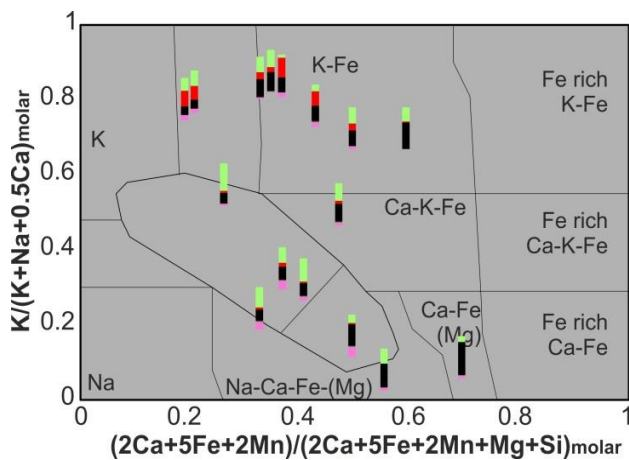 K/(K+Na+0.5Ca)molar
1
0.8
0.6
0.4
0.2
0
K-Fe
Fe rich
K-Fe
K
Ca-K-Fe
Fe rich
Ca-K-Fe
Ca-Fe
(Mg)
Fe rich
Ca-Fe
Na
Na-Ca-Fe-(Mg)
0 0.2 0.4 0.6 0.8 1
(2Ca+5Fe+2Mn)/(2Ca+5Fe+2Mn+Mg+Si)molar